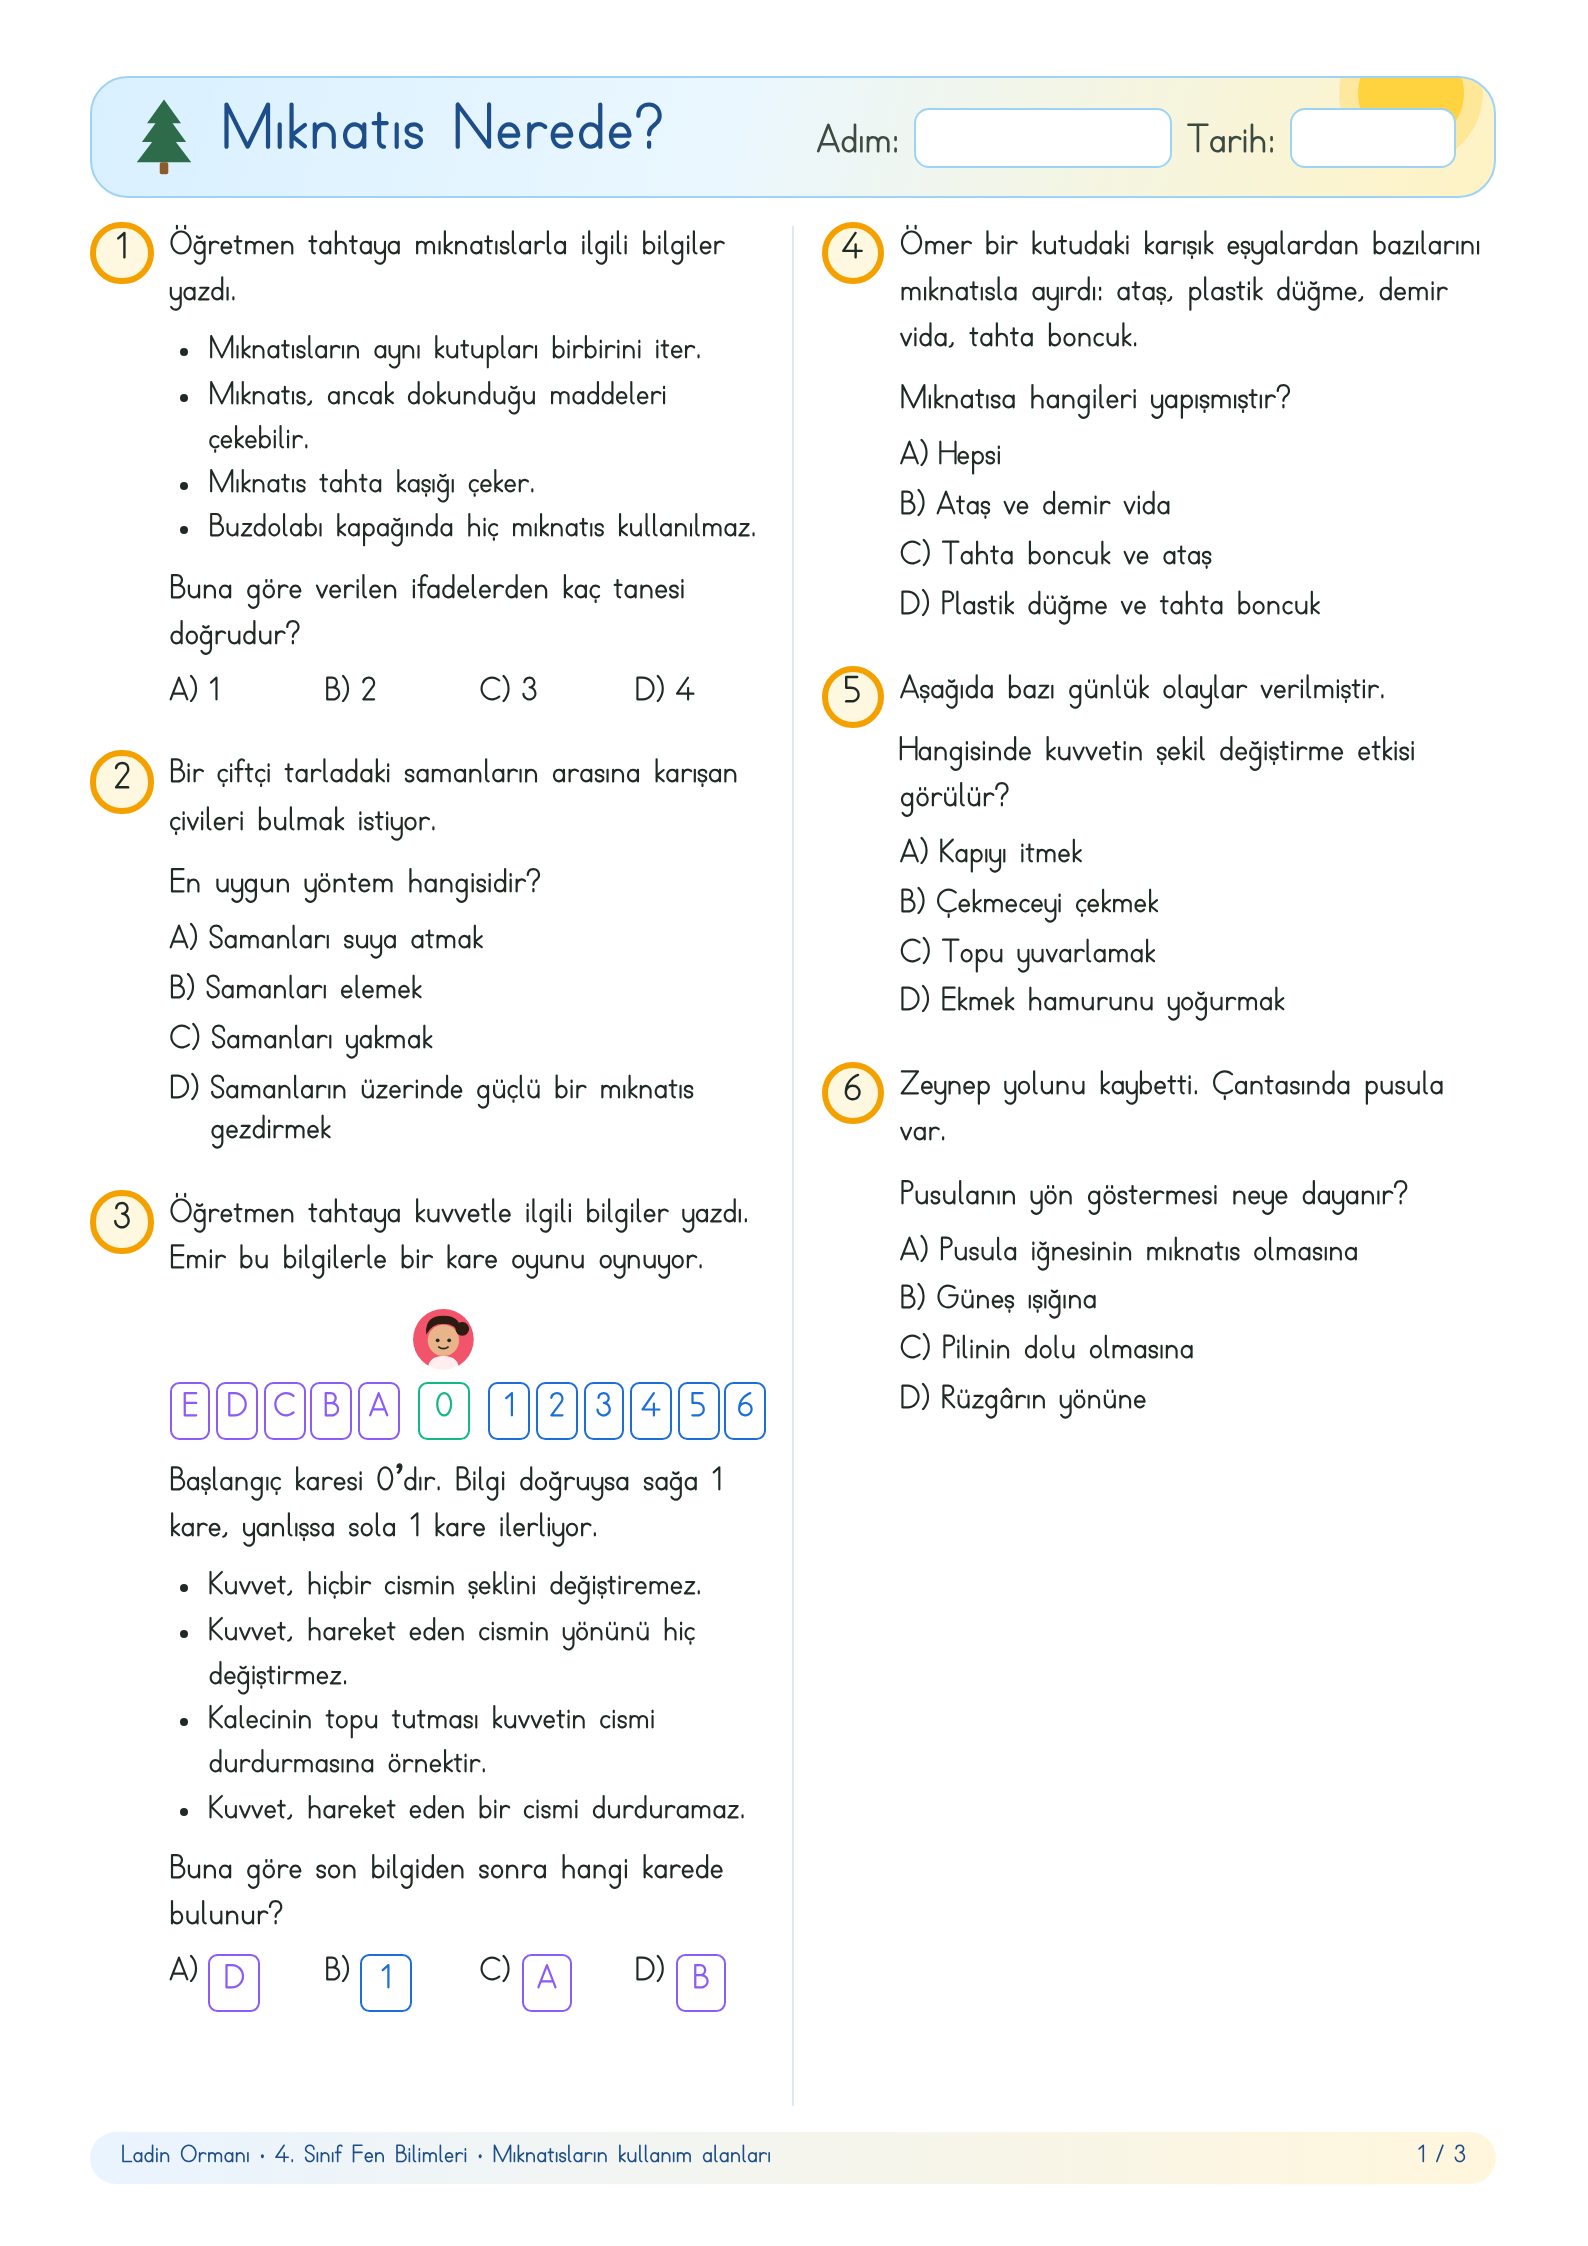 Mıknatıs Nerede?
Adım:
Tarih:
1
Öğretmen tahtaya mıknatıslarla ilgili bilgiler
yazdı.
• Mıknatısların aynı kutupları birbirini iter.
• Mıknatıs, ancak dokunduğu maddeleri
çekebilir.
• Mıknatıs tahta kaşığı çeker.
• Buzdolabı kapağında hiç mıknatıs kullanılmaz.
Buna göre verilen ifadelerden kaç tanesi
doğrudur?
A) 1 B) 2 C) 3 D) 4
2
Bir çiftçi tarladaki samanların arasına karışan
çivileri bulmak istiyor.
En uygun yöntem hangisidir?
A) Samanları suya atmak
B) Samanları elemek
C) Samanları yakmak
D) Samanların üzerinde güçlü bir mıknatıs
gezdirmek
3
Öğretmen tahtaya kuvvetle ilgili bilgiler yazdı.
Emir bu bilgilerle bir kare oyunu oynuyor.
E D C B A 0 1 2 3 4 5 6
Başlangıç karesi 0’dır. Bilgi doğruysa sağa 1
kare, yanlışsa sola 1 kare ilerliyor.
• Kuvvet, hiçbir cismin şeklini değiştiremez.
• Kuvvet, hareket eden cismin yönünü hiç
değiştirmez.
• Kalecinin topu tutması kuvvetin cismi
durdurmasına örnektir.
• Kuvvet, hareket eden bir cismi durduramaz.
Buna göre son bilgiden sonra hangi karede
bulunur?
A) D B) 1 C) A D) B
4
Ömer bir kutudaki karışık eşyalardan bazılarını
mıknatısla ayırdı: ataş, plastik düğme, demir
vida, tahta boncuk.
Mıknatısa hangileri yapışmıştır?
A) Hepsi
B) Ataş ve demir vida
C) Tahta boncuk ve ataş
D) Plastik düğme ve tahta boncuk
5
Aşağıda bazı günlük olaylar verilmiştir.
Hangisinde kuvvetin şekil değiştirme etkisi
görülür?
A) Kapıyı itmek
B) Çekmeceyi çekmek
C) Topu yuvarlamak
D) Ekmek hamurunu yoğurmak
6
Zeynep yolunu kaybetti. Çantasında pusula
var.
Pusulanın yön göstermesi neye dayanır?
A) Pusula iğnesinin mıknatıs olmasına
B) Güneş ışığına
C) Pilinin dolu olmasına
D) Rüzgârın yönüne
Ladin Ormanı • 4. Sınıf Fen Bilimleri • Mıknatısların kullanım alanları
1 / 3